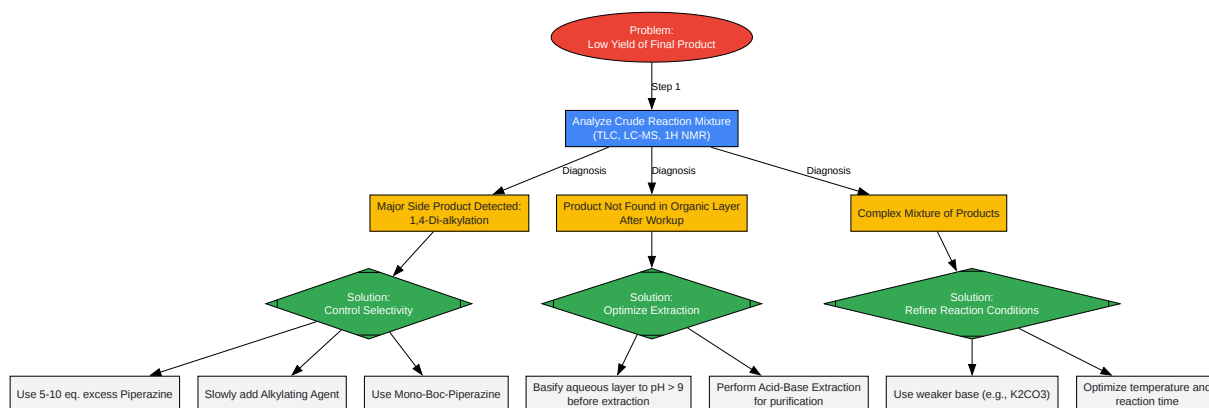 Problem:
Low Yield of Final Product
Step 1
Analyze Crude Reaction Mixture
(TLC, LC-MS, 1H NMR)
Diagnosis
Diagnosis
Diagnosis
Major Side Product Detected:
1,4-Di-alkylation
Product Not Found in Organic Layer
After Workup
Complex Mixture of Products
Solution:
Control Selectivity
Solution:
Optimize Extraction
Solution:
Refine Reaction Conditions
Use 5-10 eq. excess Piperazine
Slowly add Alkylating Agent
Use Mono-Boc-Piperazine
Basify aqueous layer to pH > 9
before extraction
Perform Acid-Base Extraction
for purification
Use weaker base (e.g., K2CO3)
Optimize temperature and
reaction time